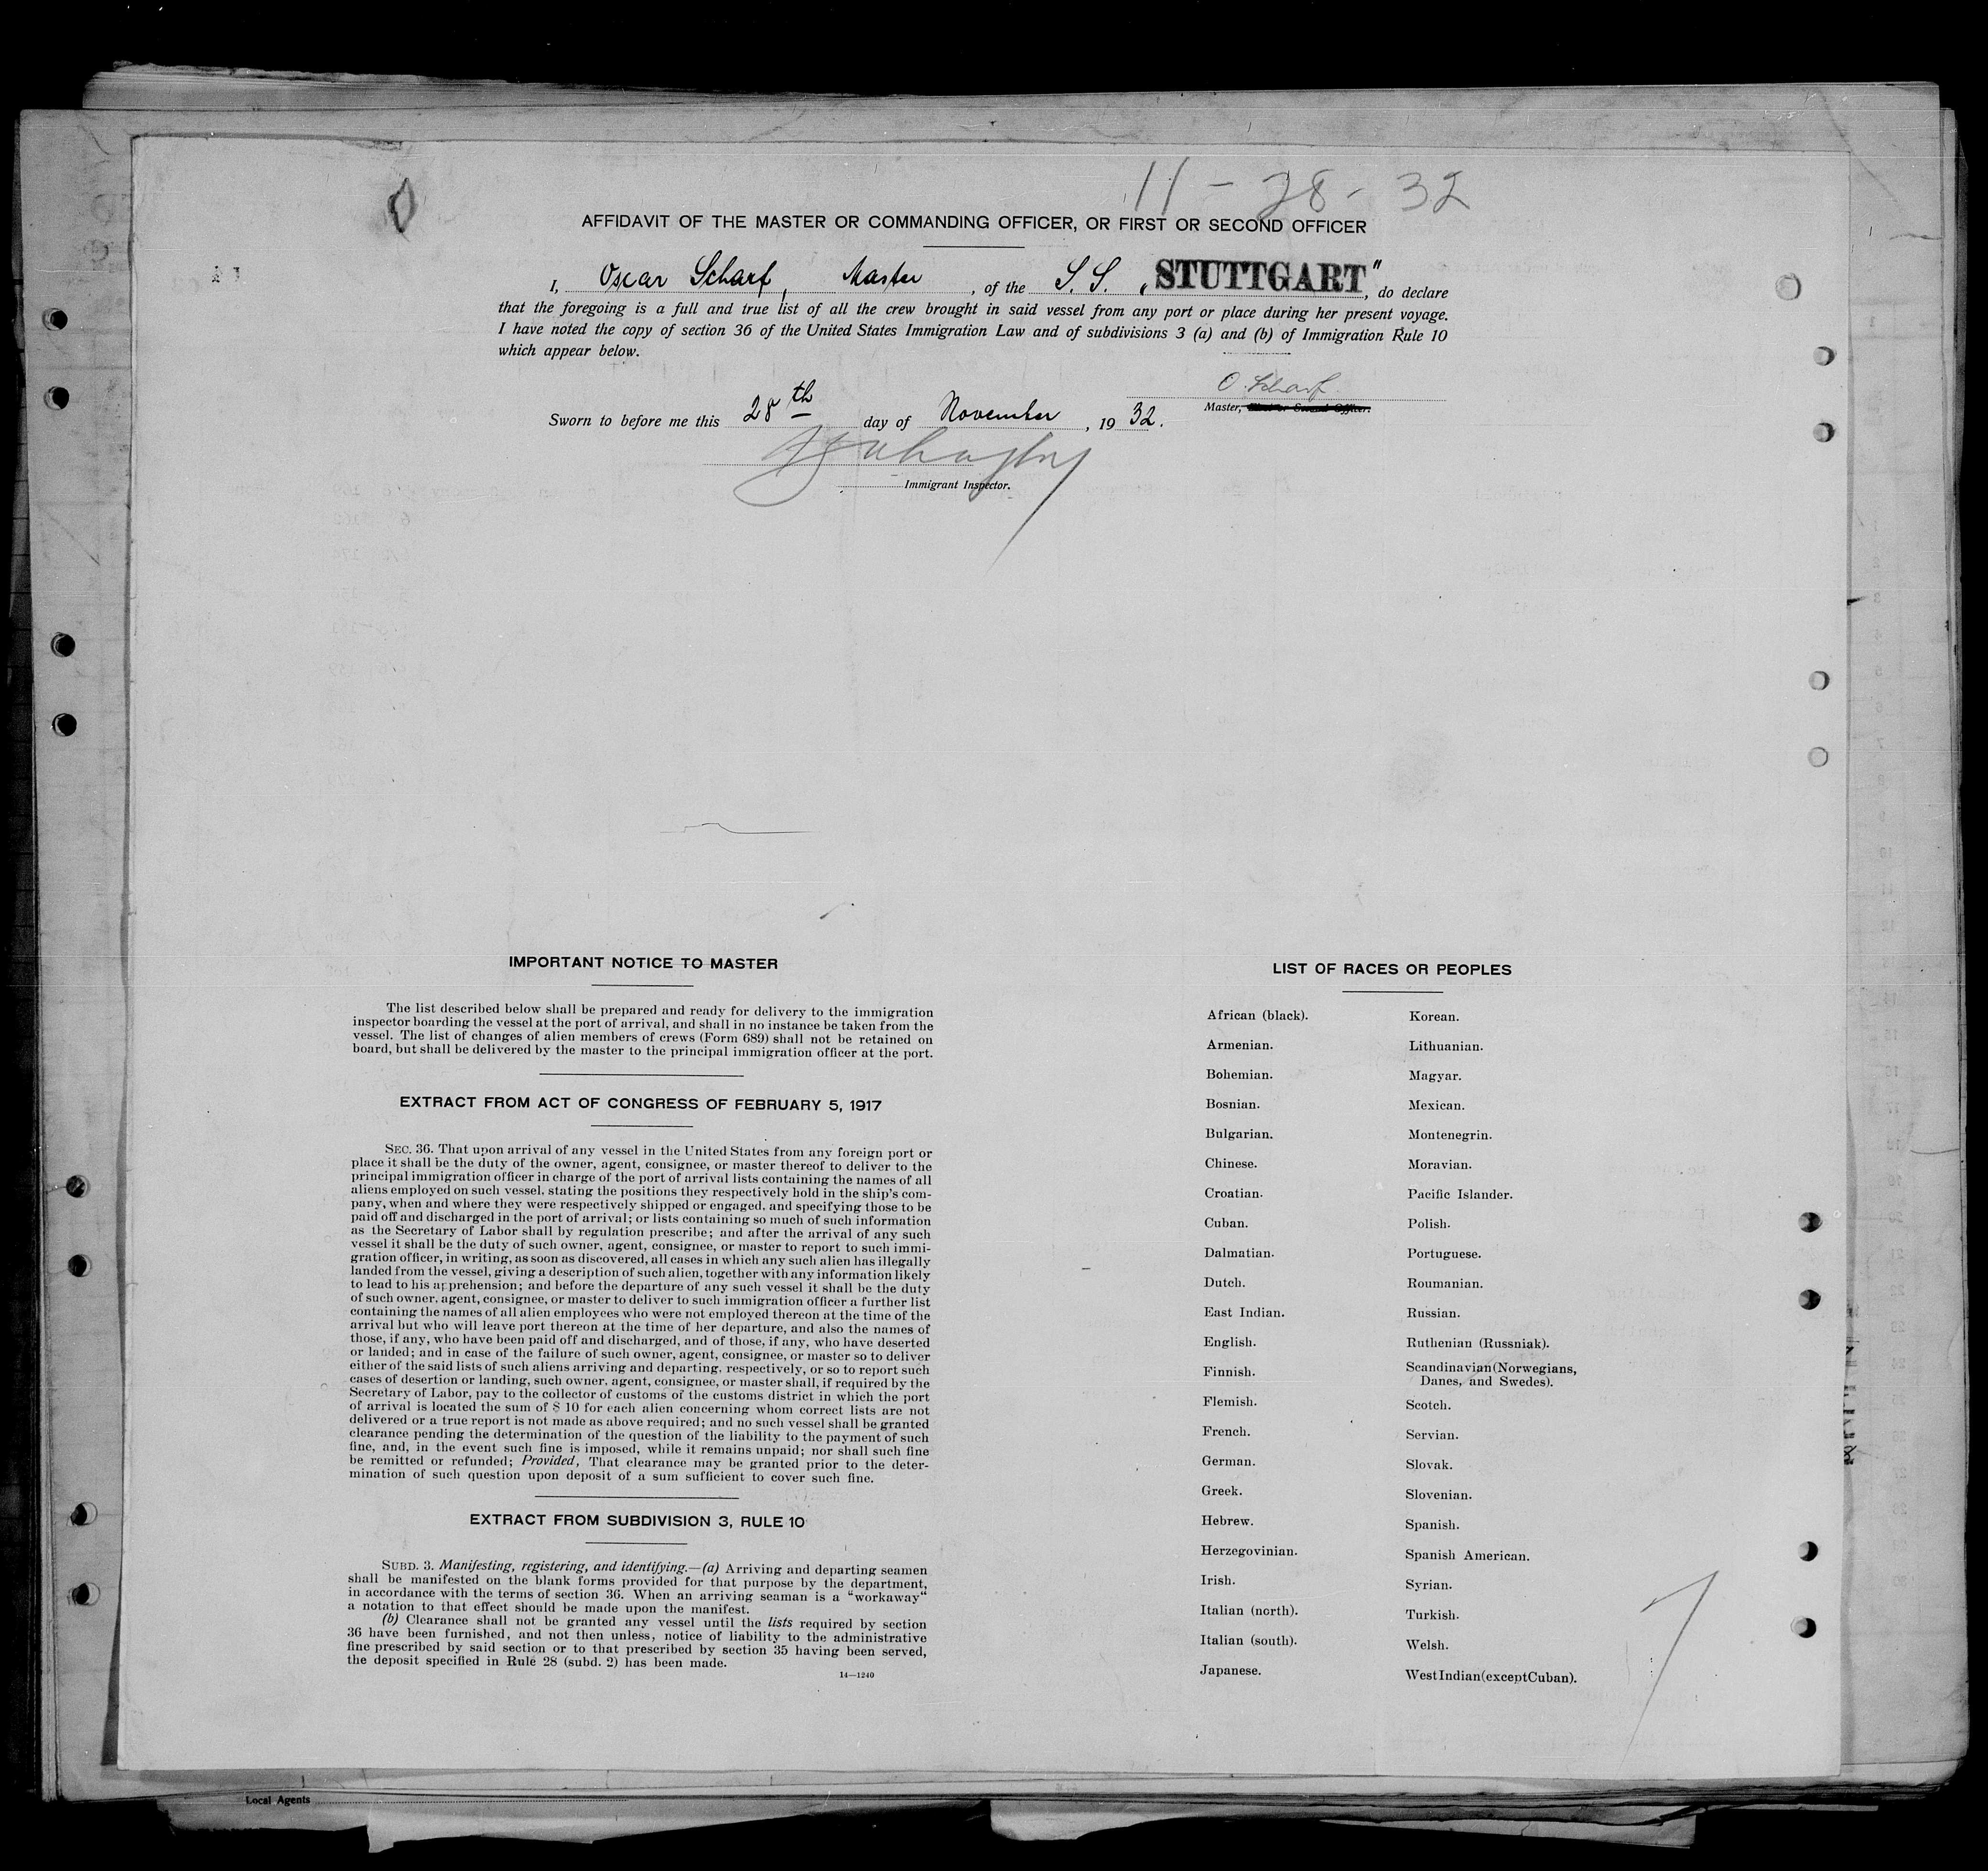 11-28-32
AFFIDAVIT OF THE MASTER OR COMMANDING OFFICER, OR FIRST OR SECOND OFFICER
I, Oscar Scharf, Master, of the S.S. „STUTTGART", do declare
that the foregoing is a full and true list of all the crew brought in said vessel from any port or place during her present voyage.
I have noted the copy of section 36 of the United States Immigration Law and of subdivisions 3 (a) and (b) of Immigration Rule 10
which appear below.
O. Scharf
Master, First or Second Officer.
Sworn to before me this 28th day of November, 1932.
Immigrant Inspector.
IMPORTANT NOTICE TO MASTER
The list described below shall be prepared and ready for delivery to the immigration
inspector boarding the vessel at the port of arrival, and shall in no instance be taken from the
vessel. The list of changes of alien members of crews (Form 689) shall not be retained on
board, but shall be delivered by the master to the principal immigration officer at the port.
EXTRACT FROM ACT OF CONGRESS OF FEBRUARY 5, 1917
SEC. 36. That upon arrival of any vessel in the United States from any foreign port or
place it shall be the duty of the owner, agent, consignee, or master thereof to deliver to the
principal immigration officer in charge of the port of arrival lists containing the names of all
aliens employed on such vessel, stating the positions they respectively hold in the ship's com-
pany, when and where they were respectively shipped or engaged, and specifying those to be
paid off and discharged in the port of arrival; or lists containing so much of such information
as the Secretary of Labor shall by regulation prescribe; and after the arrival of any such
vessel it shall be the duty of such owner, agent, consignee, or master to report to such immi-
gration officer, in writing, as soon as discovered, all cases in which any such alien has illegally
landed from the vessel, giving a description of such alien, together with any information likely
to lead to his apprehension; and before the departure of any such vessel it shall be the duty
of such owner, agent, consignee, or master to deliver to such immigration officer a further list
containing the names of all alien employees who were not employed thereon at the time of the
arrival but who will leave port thereon at the time of her departure, and also the names of
those, if any, who have been paid off and discharged, and of those, if any, who have deserted
or landed; and in case of the failure of such owner, agent, consignee, or master so to deliver
either of the said lists of such aliens arriving and departing, respectively, or so to report such
cases of desertion or landing, such owner, agent, consignee, or master shall, if required by the
Secretary of Labor, pay to the collector of customs of the customs district in which the port
of arrival is located the sum of $ 10 for each alien concerning whom correct lists are not
delivered or a true report is not made as above required; and no such vessel shall be granted
clearance pending the determination of the question of the liability to the payment of such
fine, and, in the event such fine is imposed, while it remains unpaid; nor shall such fine
be remitted or refunded; Provided, That clearance may be granted prior to the deter-
mination of such question upon deposit of a sum sufficient to cover such fine.
EXTRACT FROM SUBDIVISION 3, RULE 10
SUBD. 3. Manifesting, registering, and identifying.—(a) Arriving and departing seamen
shall be manifested on the blank forms provided for that purpose by the department,
in accordance with the terms of section 36. When an arriving seaman is a “workaway“
a notation to that effect should be made upon the manifest.
(b) Clearance shall not be granted any vessel until the lists required by section
36 have been furnished, and not then unless, notice of liability to the administrative
fine prescribed by said section or to that prescribed by section 35 having been served,
the deposit specified in Rule 28 (subd. 2) has been made.
14—1240
LIST OF RACES OR PEOPLES
African (black).
Armenian.
Bohemian.
Bosnian.
Bulgarian.
Chinese.
Croatian.
Cuban.
Dalmatian.
Dutch.
East Indian.
English.
Finnish.
Flemish.
French.
German.
Greek.
Hebrew.
Herzegovinian.
Irish.
Italian (north).
Italian (south).
Japanese.
Korean.
Lithuanian.
Magyar.
Mexican.
Montenegrin.
Moravian.
Pacific Islander.
Polish.
Portuguese.
Roumanian.
Russian.
Ruthenian (Russniak).
Scandinavian (Norwegians,
Danes, and Swedes).
Scotch.
Servian.
Slovak.
Slovenian.
Spanish.
Spanish American.
Syrian.
Turkish.
Welsh.
West Indian (except Cuban).
Local Agents